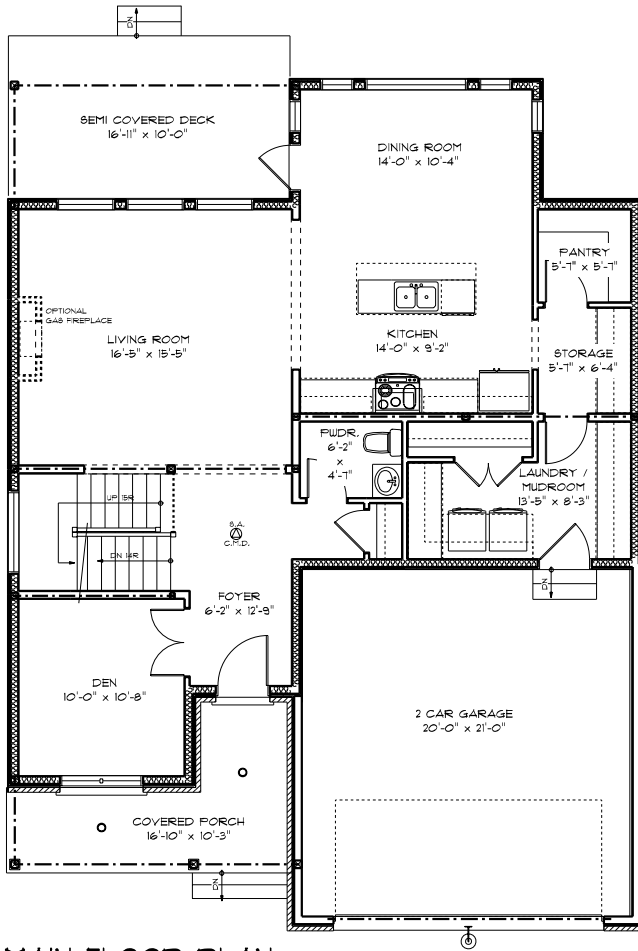 DN
SEMI COVERED DECK
16'-11" x 10'-0"
DINING ROOM
14'-0" x 10'-4"
PANTRY
5'-7" x 5'-7"
OPTIONAL
GAS FIREPLACE
LIVING ROOM
16'-5" x 15'-5"
KITCHEN
14'-0" x 9'-2"
STORAGE
5'-7" x 6'-4"
PWDR.
6'-2"
x
4'-7"
LAUNDRY /
MUDROOM
13'-5" x 8'-3"
UP 15R
S.A.
C.M.D.
DN 14R
DN
FOYER
6'-2" x 12'-9"
DEN
10'-0" x 10'-8"
2 CAR GARAGE
20'-0" x 21'-0"
COVERED PORCH
16'-10" x 10'-3"
DN
MAIN FLOOR PLAN